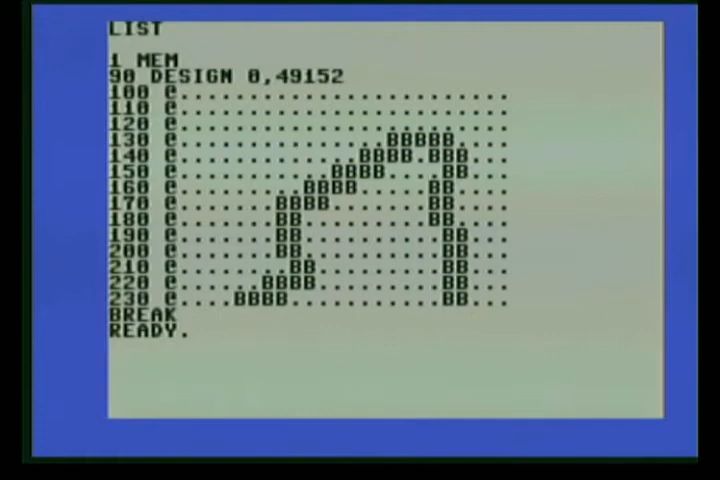 LIST
1 MEM
90 DESIGN 0,49152
100 @........................
110 @........................
120 @........................
130 @...............BBBBB....
140 @.............BBBB.BBB...
150 @...........BBBB....BB...
160 @.........BBBB.....BB....
170 @.......BBBB.......BB....
180 @.......BB.........BB....
190 @.......BB..........BB...
200 @.......BB..........BB...
210 @........BB.........BB...
220 @......BBBB.........BB...
230 @....BBBB...........BB...
BREAK
READY.